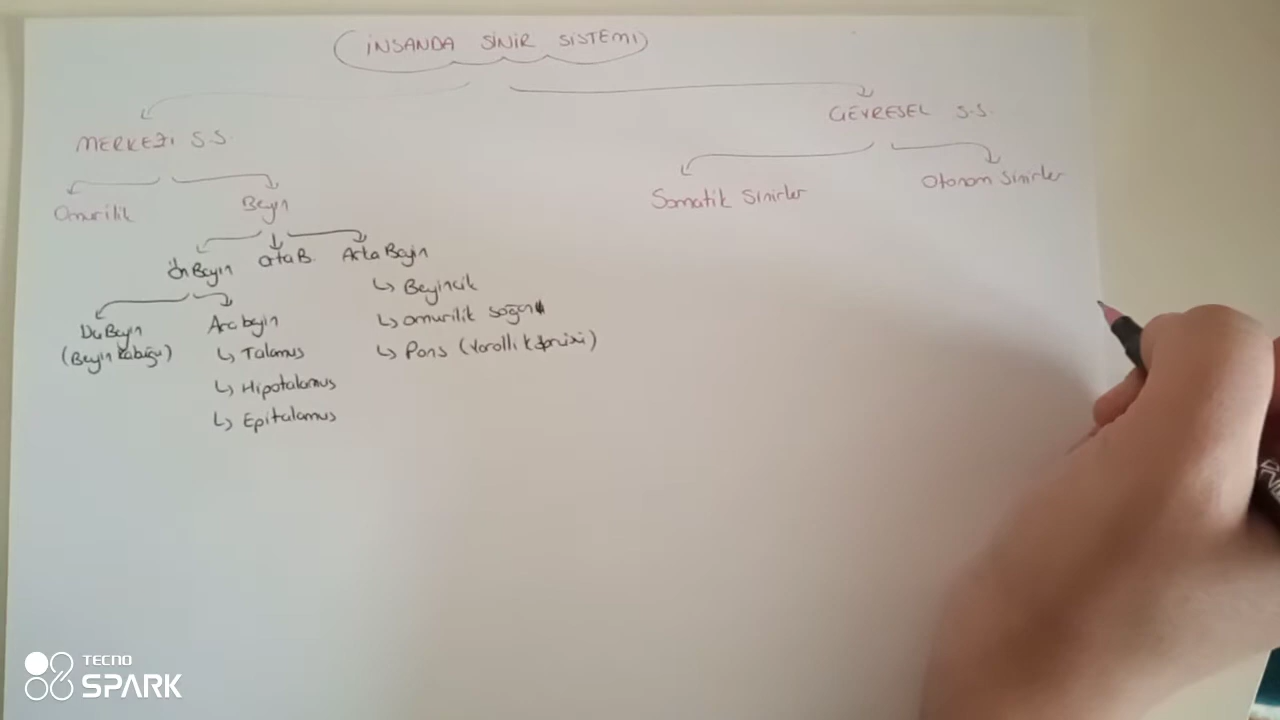 İNSANDA SİNİR SİSTEMİ
MERKEZİ S.S.
ÇEVRESEL S.S.
Omurilik
Beyin
Somatik Sinirler
Otonom Sinirler
Ön Beyin
Orta B.
Arka Beyin
Uç Beyin
(Beyin kabuğu)
Ara beyin
↳ Talamus
↳ Hipotalamus
↳ Epitalamus
↳ Beyincik
↳ Omurilik soğanı
↳ Pons (Varolli köprüsü)
TECNO
SPARK